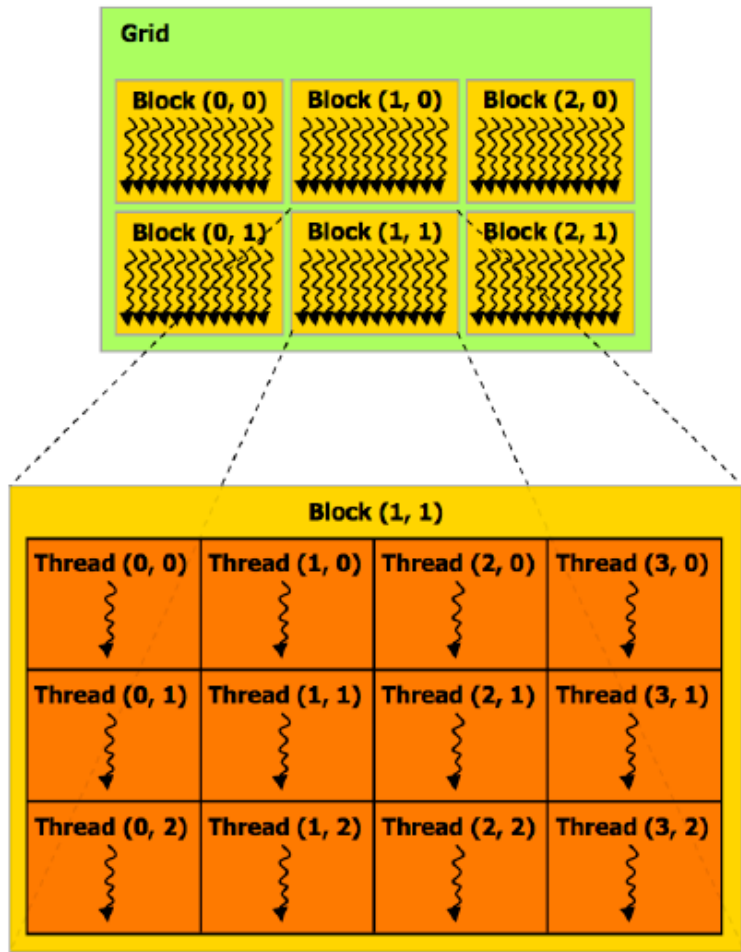 Grid
Block (0, 0) Block (1, 0) Block (2, 0)
Block (0, 1) Block (1, 1) Block (2, 1)
Block (1, 1)
Thread (0, 0) Thread (1, 0) Thread (2, 0) Thread (3, 0)
Thread (0, 1) Thread (1, 1) Thread (2, 1) Thread (3, 1)
Thread (0, 2) Thread (1, 2) Thread (2, 2) Thread (3, 2)